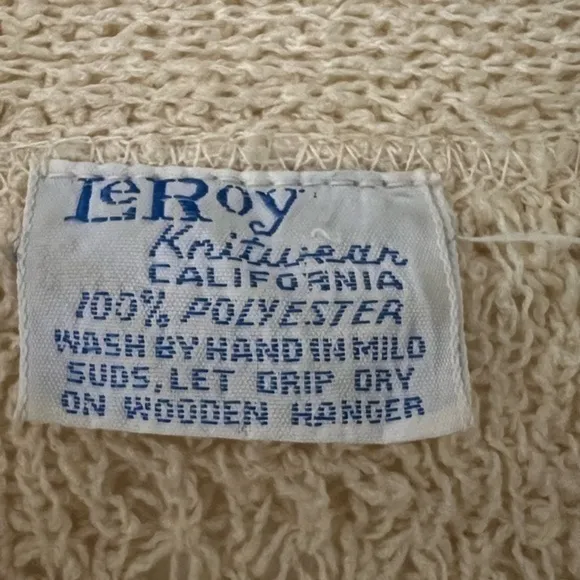 LeRoy
Knitwear
CALIFORNIA
100% POLYESTER
WASH BY HAND IN MILD
SUDS, LET DRIP DRY
ON WOODEN HANGER